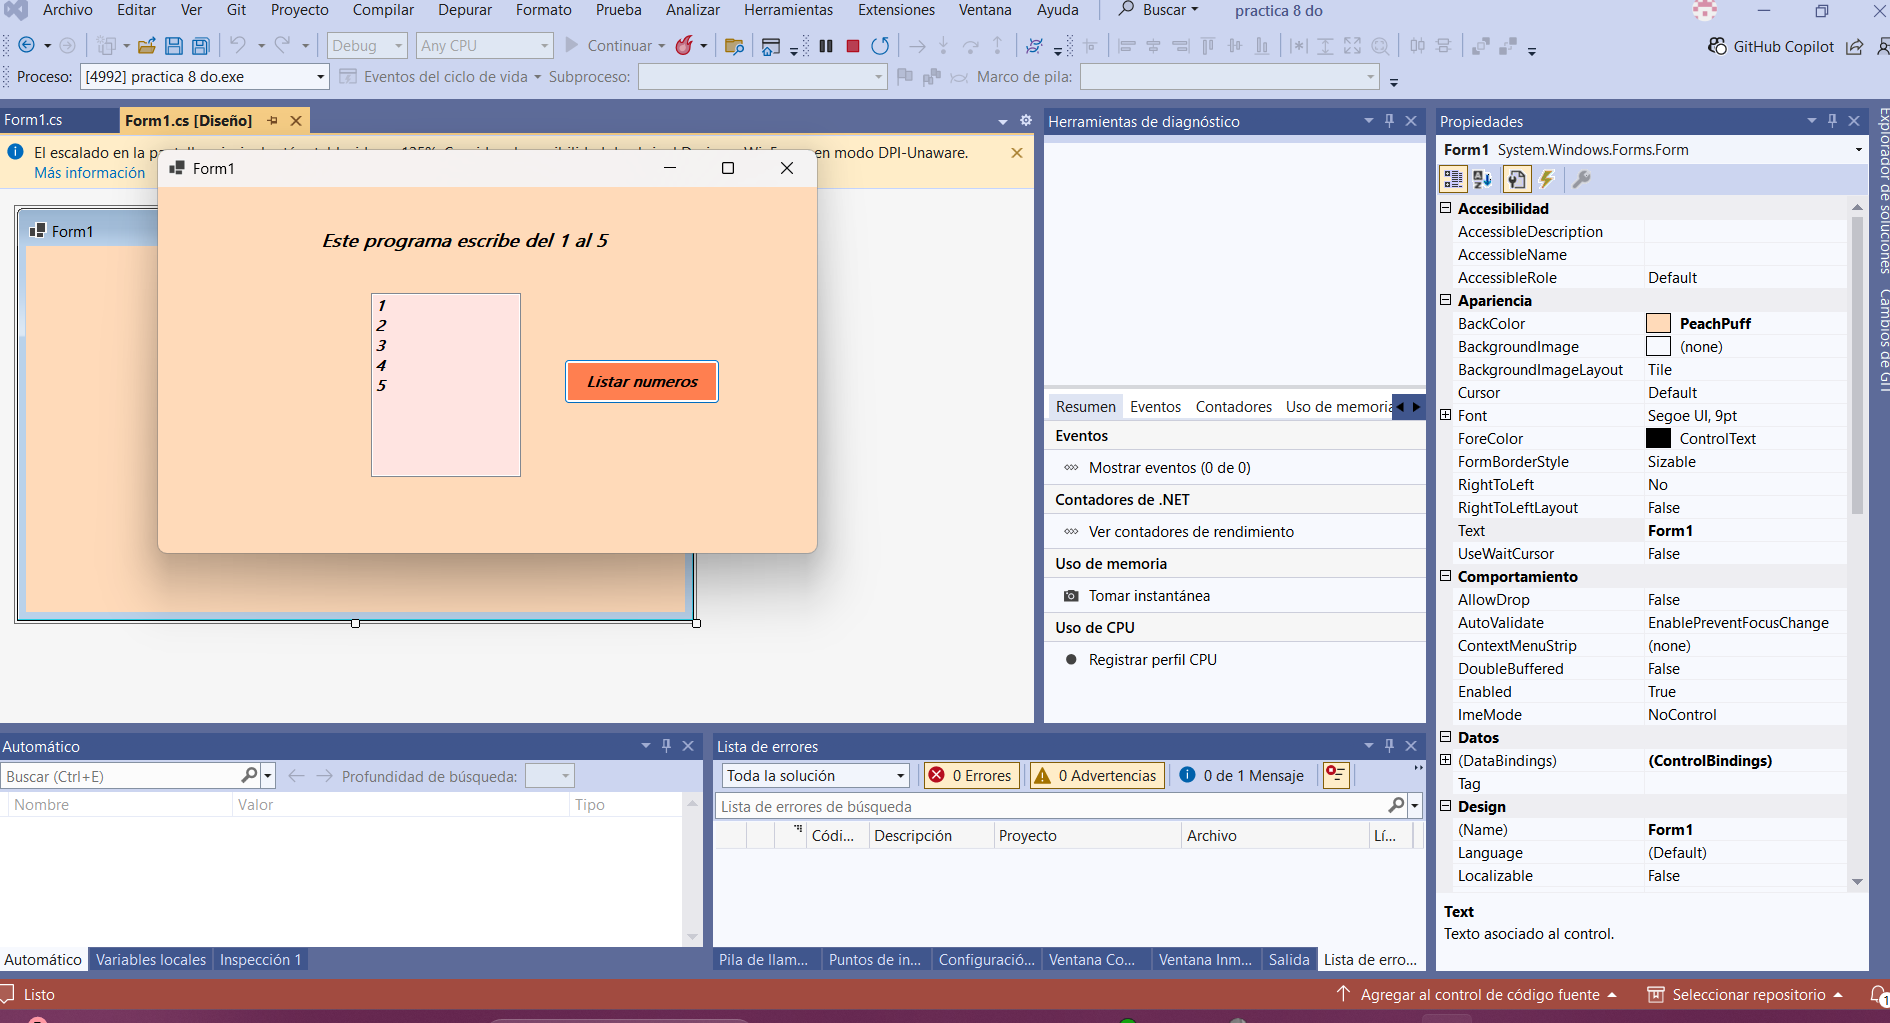 Archivo Editar Ver Git Proyecto Compilar Depurar Formato Prueba Analizar Herramientas Extensiones Ventana Ayuda Buscar practica 8 do
Debug Any CPU Continuar GitHub Copilot
Proceso: [4992] practica 8 do.exe Eventos del ciclo de vida Subproceso: Marco de pila:
Form1.cs Form1.cs [Diseño]
El escalado en la en modo DPI-Unaware.
Más información
Form1
Form1
Este programa escribe del 1 al 5
1
2
3
4
5
Listar numeros
Herramientas de diagnóstico
Resumen Eventos Contadores Uso de memoria
Eventos
Mostrar eventos (0 de 0)
Contadores de .NET
Ver contadores de rendimiento
Uso de memoria
Tomar instantánea
Uso de CPU
Registrar perfil CPU
Propiedades
Form1 System.Windows.Forms.Form
Accesibilidad
AccessibleDescription
AccessibleName
AccessibleRole Default
Apariencia
BackColor PeachPuff
BackgroundImage (none)
BackgroundImageLayout Tile
Cursor Default
Font Segoe UI, 9pt
ForeColor ControlText
FormBorderStyle Sizable
RightToLeft No
RightToLeftLayout False
Text Form1
UseWaitCursor False
Comportamiento
AllowDrop False
AutoValidate EnablePreventFocusChange
ContextMenuStrip (none)
DoubleBuffered False
Enabled True
ImeMode NoControl
Datos
(DataBindings) (ControlBindings)
Tag
Design
(Name) Form1
Language (Default)
Localizable False
Text
Texto asociado al control.
Explorador de soluciones
Cambios de GIT
Automático
Buscar (Ctrl+E) Profundidad de búsqueda:
Nombre Valor Tipo
Automático Variables locales Inspección 1
Lista de errores
Toda la solución 0 Errores 0 Advertencias 0 de 1 Mensaje
Lista de errores de búsqueda
Códi... Descripción Proyecto Archivo Lí...
Pila de llam... Puntos de in... Configuració... Ventana Co... Ventana Inm... Salida Lista de erro...
Listo Agregar al control de código fuente Seleccionar repositorio 1